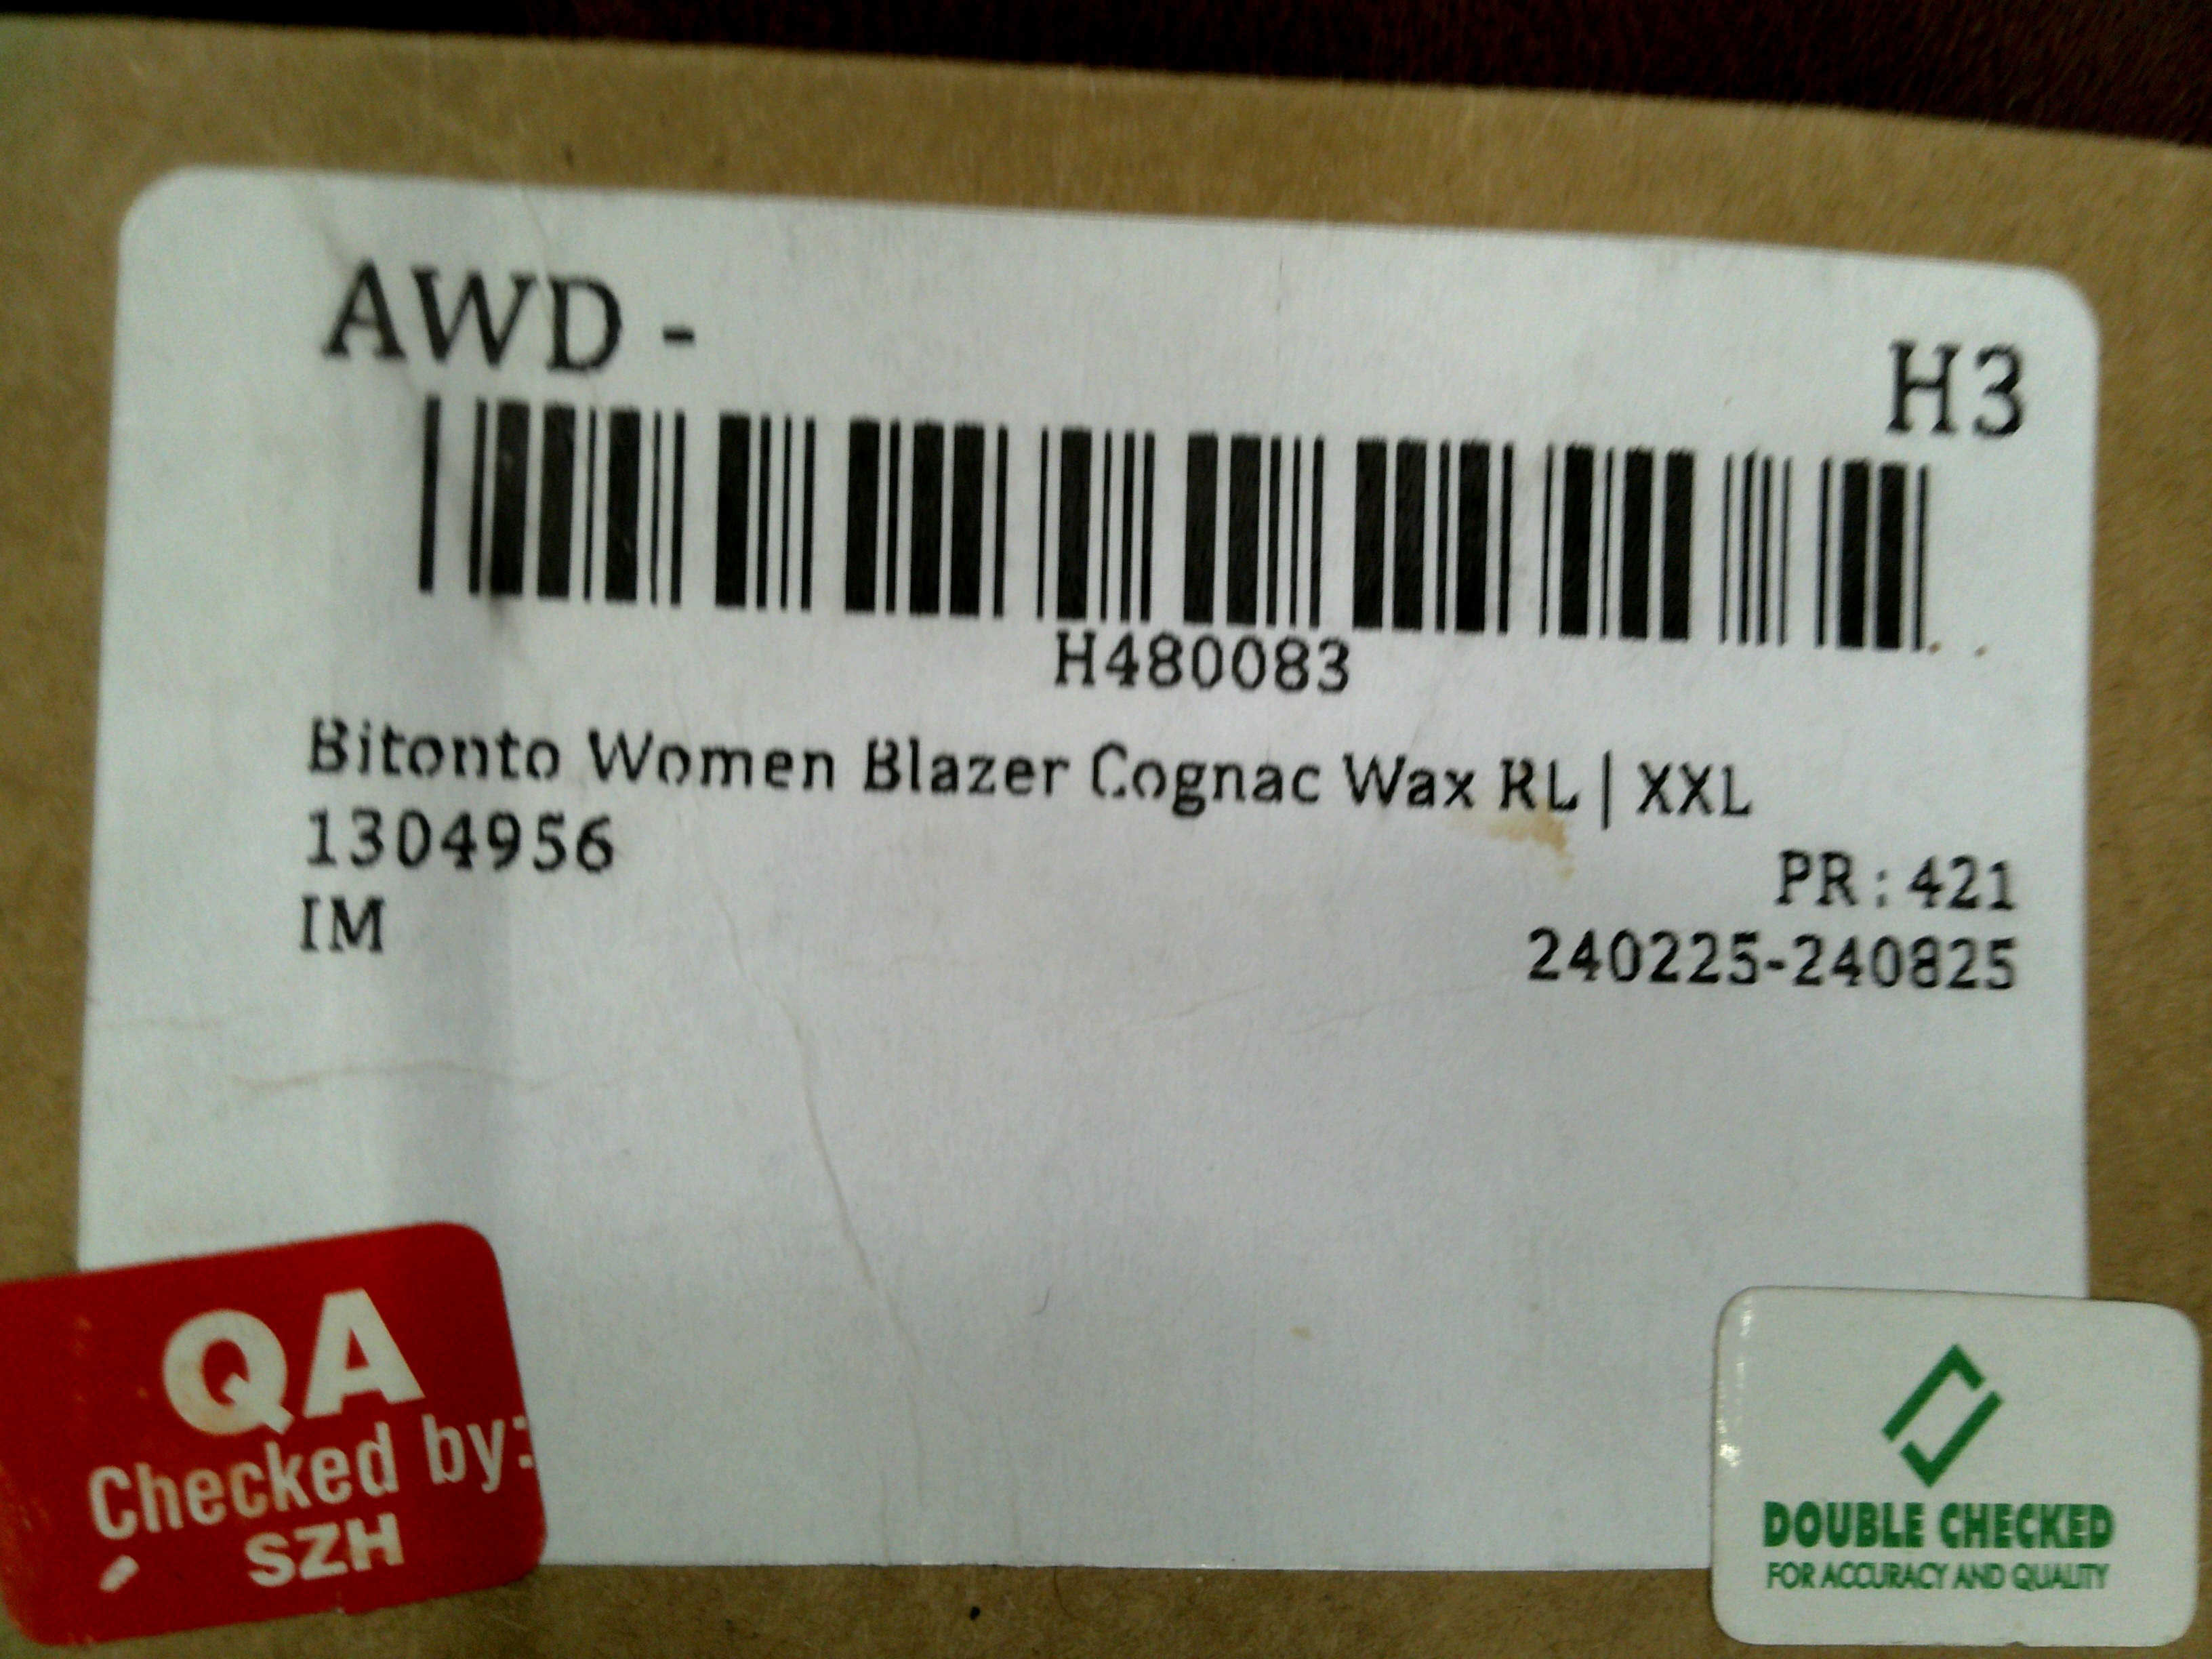 AWD -
H3
H480083
Bitonto Women Blazer Cognac Wax RL | XXL
1304956
PR : 421
IM
240225-240825
QA
Checked by:
SZH
DOUBLE CHECKED
FOR ACCURACY AND QUALITY